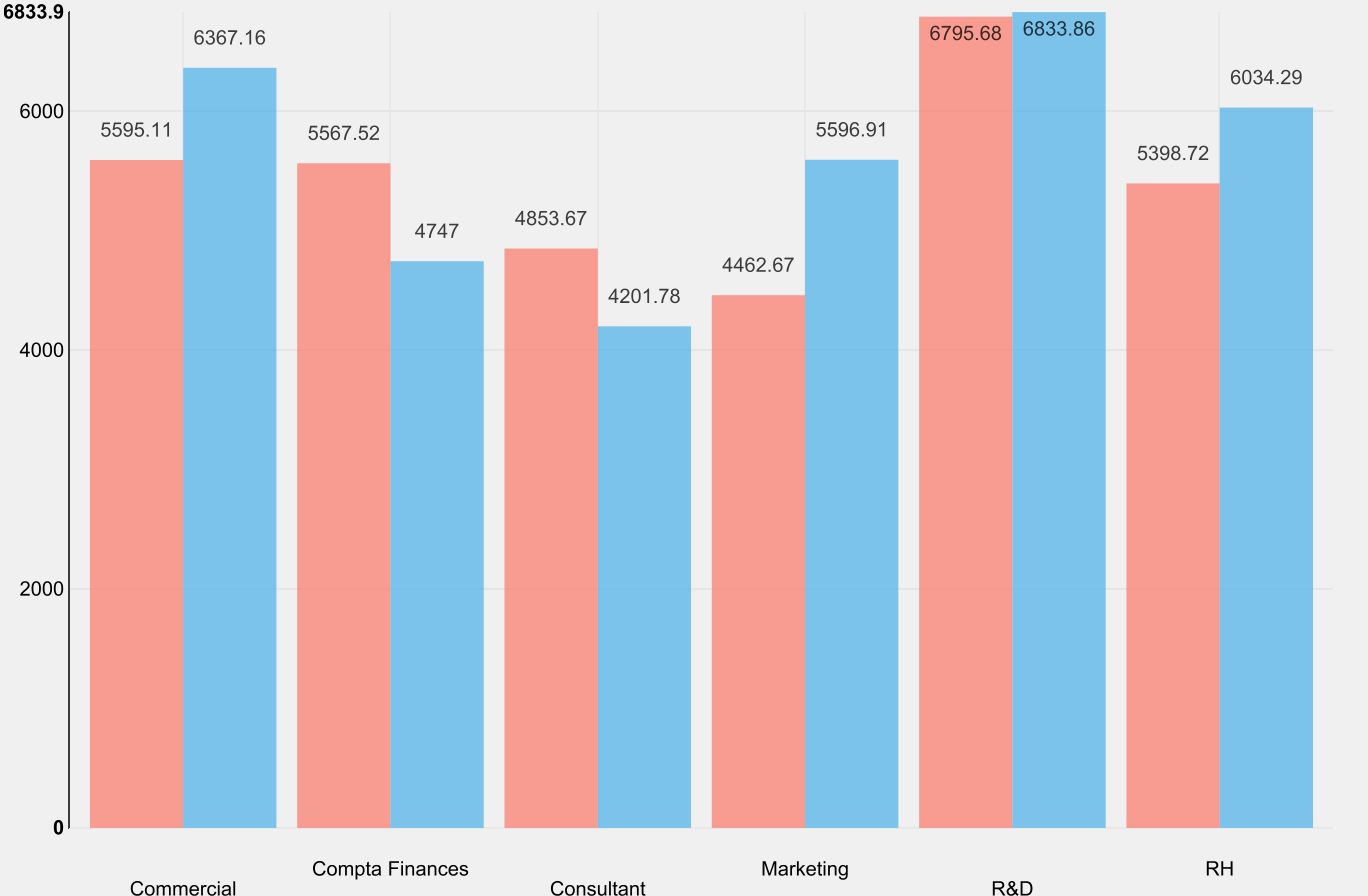 6833.9
6000
4000
2000
0
5595.11
6367.16
5567.52
4747
4853.67
4201.78
4462.67
5596.91
6795.68
6833.86
5398.72
6034.29
Commercial
Compta Finances
Consultant
Marketing
R&D
RH